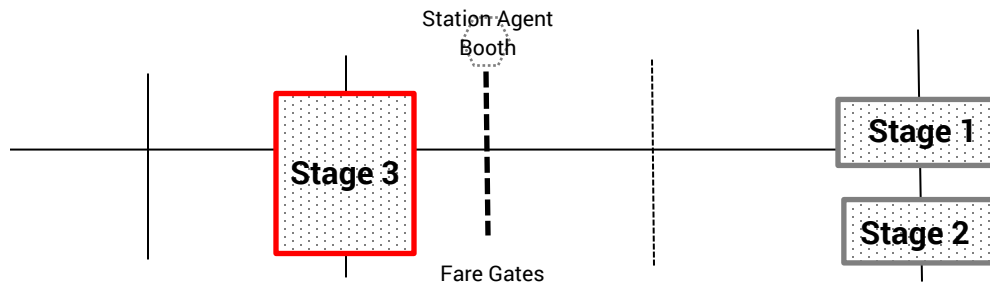 Station Agent
Booth
Stage 1
Stage 3
Stage 2
Fare Gates